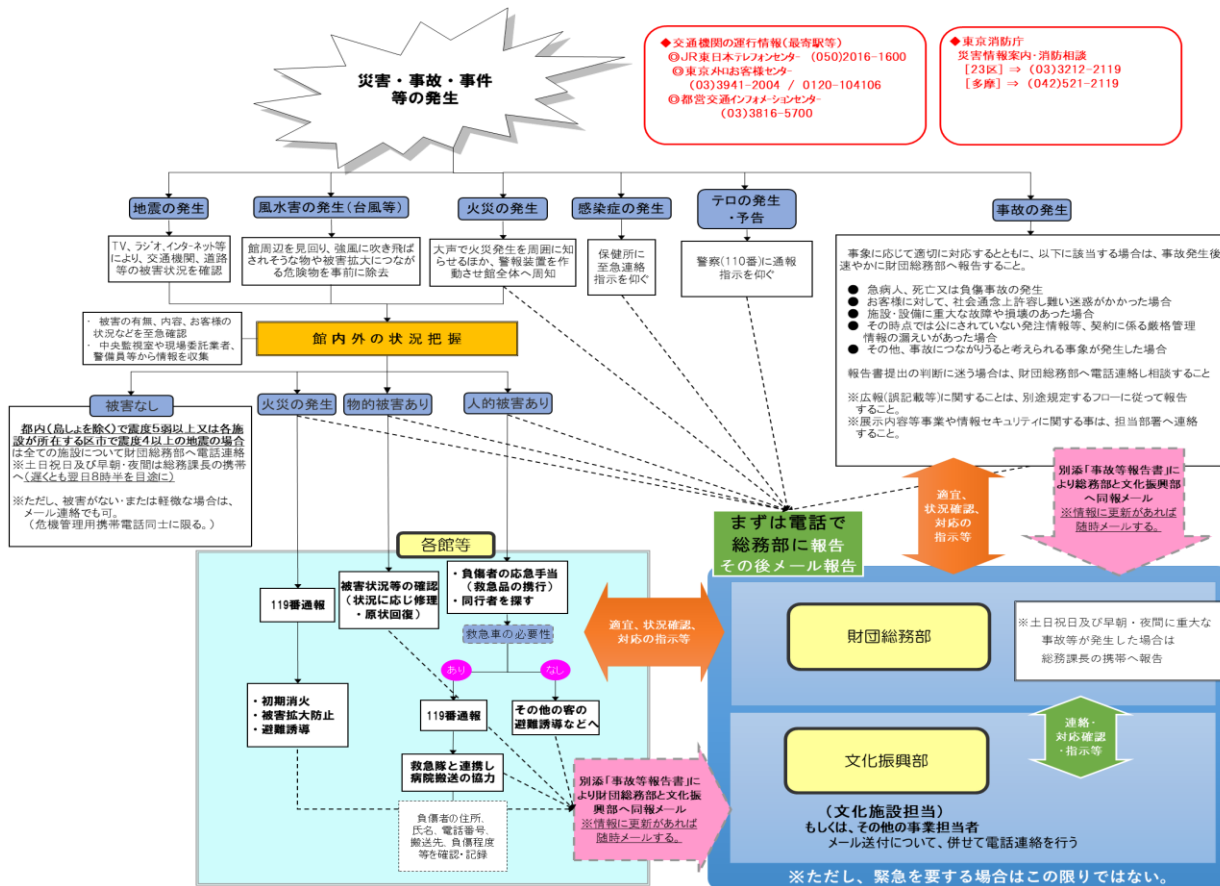 災害・事故・事件
等の発生
◆交通機関の運行情報(最寄駅等)
◎JR東日本テレフォンセンター (050)2016-1600
◎東京メトロお客様センター
(03)3941-2004 / 0120-104106
◎都営交通インフォメーションセンター
(03)3816-5700
◆東京消防庁
災害情報案内・消防相談
[23区] ⇒ (03)3212-2119
[多摩] ⇒ (042)521-2119
地震の発生
風水害の発生(台風等)
火災の発生
感染症の発生
テロの発生
・予告
事故の発生
TV、ラジオ、インターネット等
により、交通機関、道路
等の被害状況を確認
館周辺を見回り、強風に吹き飛ば
されそうな物や被害拡大につなが
る危険物を事前に除去
大声で火災発生を周囲に知
らせるほか、警報装置を作
動させ館全体へ周知
保健所に
至急連絡
指示を仰ぐ
警察(110番)に通報
指示を仰ぐ
事象に応じて適切に対応するとともに、以下に該当する場合は、事故発生後
速やかに財団総務部へ報告すること。
● 急病人、死亡又は負傷事故の発生
● お客様に対して、社会通念上許容し難い迷惑がかかった場合
● 施設・設備に重大な故障や損壊のあった場合
● その時点では公にされていない発注情報等、契約に係る厳格管理
情報の漏えいがあった場合
● その他、事故につながりうると考えられる事象が発生した場合
報告書提出の判断に迷う場合は、財団総務部へ電話連絡し相談すること
※広報(誤記載等)に関することは、別途規定するフローに従って報告
すること。
※展示内容等事業や情報セキュリティに関する事は、担当部署へ連絡
すること。
・ 被害の有無、内容、お客様の
状況などを至急確認
・ 中央監視室や現場委託業者、
警備員等から情報を収集
館内外の状況把握
被害なし
火災の発生
物的被害あり
人的被害あり
都内(島しょを除く)で震度5弱以上又は各施
設が所在する区市で震度4以上の地震の場合
は全ての施設について財団総務部へ電話連絡
※土日祝日及び早朝・夜間は総務課長の携帯
へ(遅くとも翌日8時半を目途に)
※ただし、被害がない・または軽微な場合は、
メール連絡でも可。
(危機管理用携帯電話同士に限る。)
適宜、
状況確認、
対応の
指示等
別添「事故等報告書」に
より総務部と文化振興部
へ同報メール
※情報に更新があれば
随時メールする。
まずは電話で
総務部に報告
その後メール報告
各館等
119番通報
被害状況等の確認
(状況に応じ修理
・原状回復)
・負傷者の応急手当
(救急品の携行)
・同行者を探す
救急車の必要性
あり
なし
・初期消火
・被害拡大防止
・避難誘導
119番通報
その他の客の
避難誘導などへ
救急隊と連携し
病院搬送の協力
負傷者の住所、
氏名、電話番号、
搬送先、負傷程度
等を確認・記録
適宜、状況確認、
対応の指示等
別添「事故等報告書」に
より財団総務部と文化振
興部へ同報メール
※情報に更新があれば
随時メールする。
財団総務部
※土日祝日及び早朝・夜間に重大な
事故等が発生した場合は
総務課長の携帯へ報告
連絡・
対応確認
・指示等
文化振興部
(文化施設担当)
もしくは、その他の事業担当者
メール送付について、併せて電話連絡を行う
※ただし、緊急を要する場合はこの限りではない。